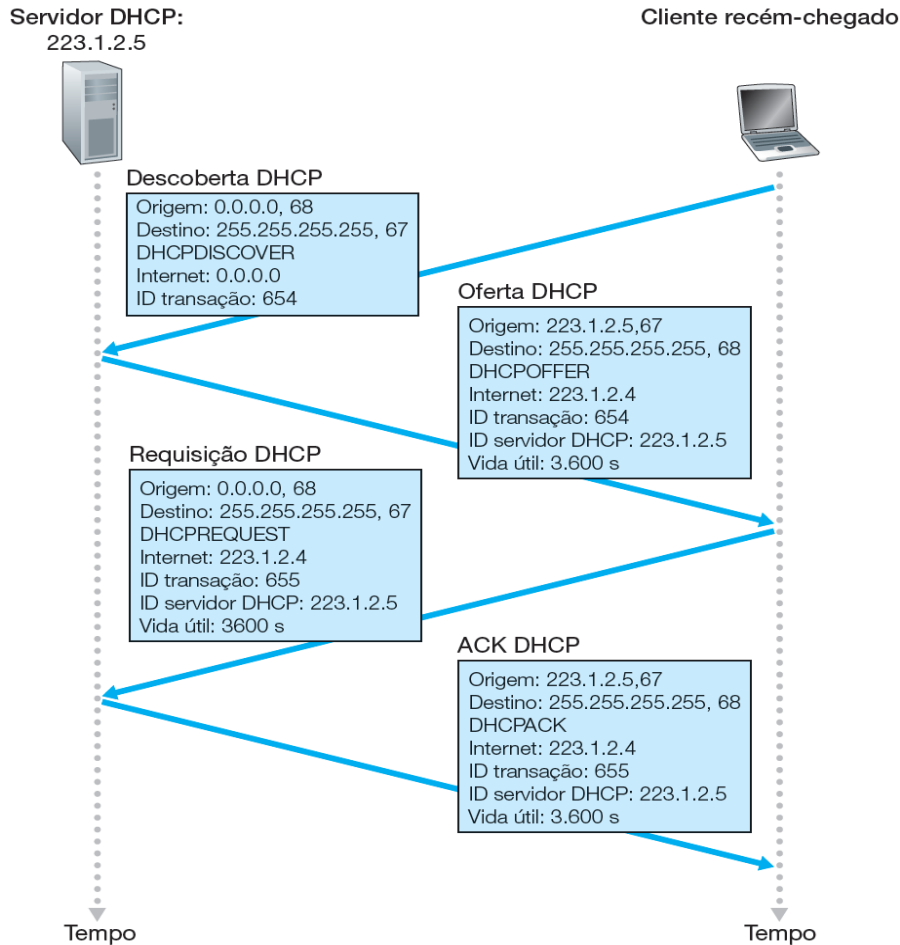 Servidor DHCP:
223.1.2.5
Cliente recém-chegado
Descoberta DHCP
Origem: 0.0.0.0, 68
Destino: 255.255.255.255, 67
DHCPDISCOVER
Internet: 0.0.0.0
ID transação: 654
Oferta DHCP
Origem: 223.1.2.5,67
Destino: 255.255.255.255, 68
DHCPOFFER
Internet: 223.1.2.4
ID transação: 654
ID servidor DHCP: 223.1.2.5
Vida útil: 3.600 s
Requisição DHCP
Origem: 0.0.0.0, 68
Destino: 255.255.255.255, 67
DHCPREQUEST
Internet: 223.1.2.4
ID transação: 655
ID servidor DHCP: 223.1.2.5
Vida útil: 3600 s
ACK DHCP
Origem: 223.1.2.5,67
Destino: 255.255.255.255, 68
DHCPACK
Internet: 223.1.2.4
ID transação: 655
ID servidor DHCP: 223.1.2.5
Vida útil: 3.600 s
Tempo
Tempo